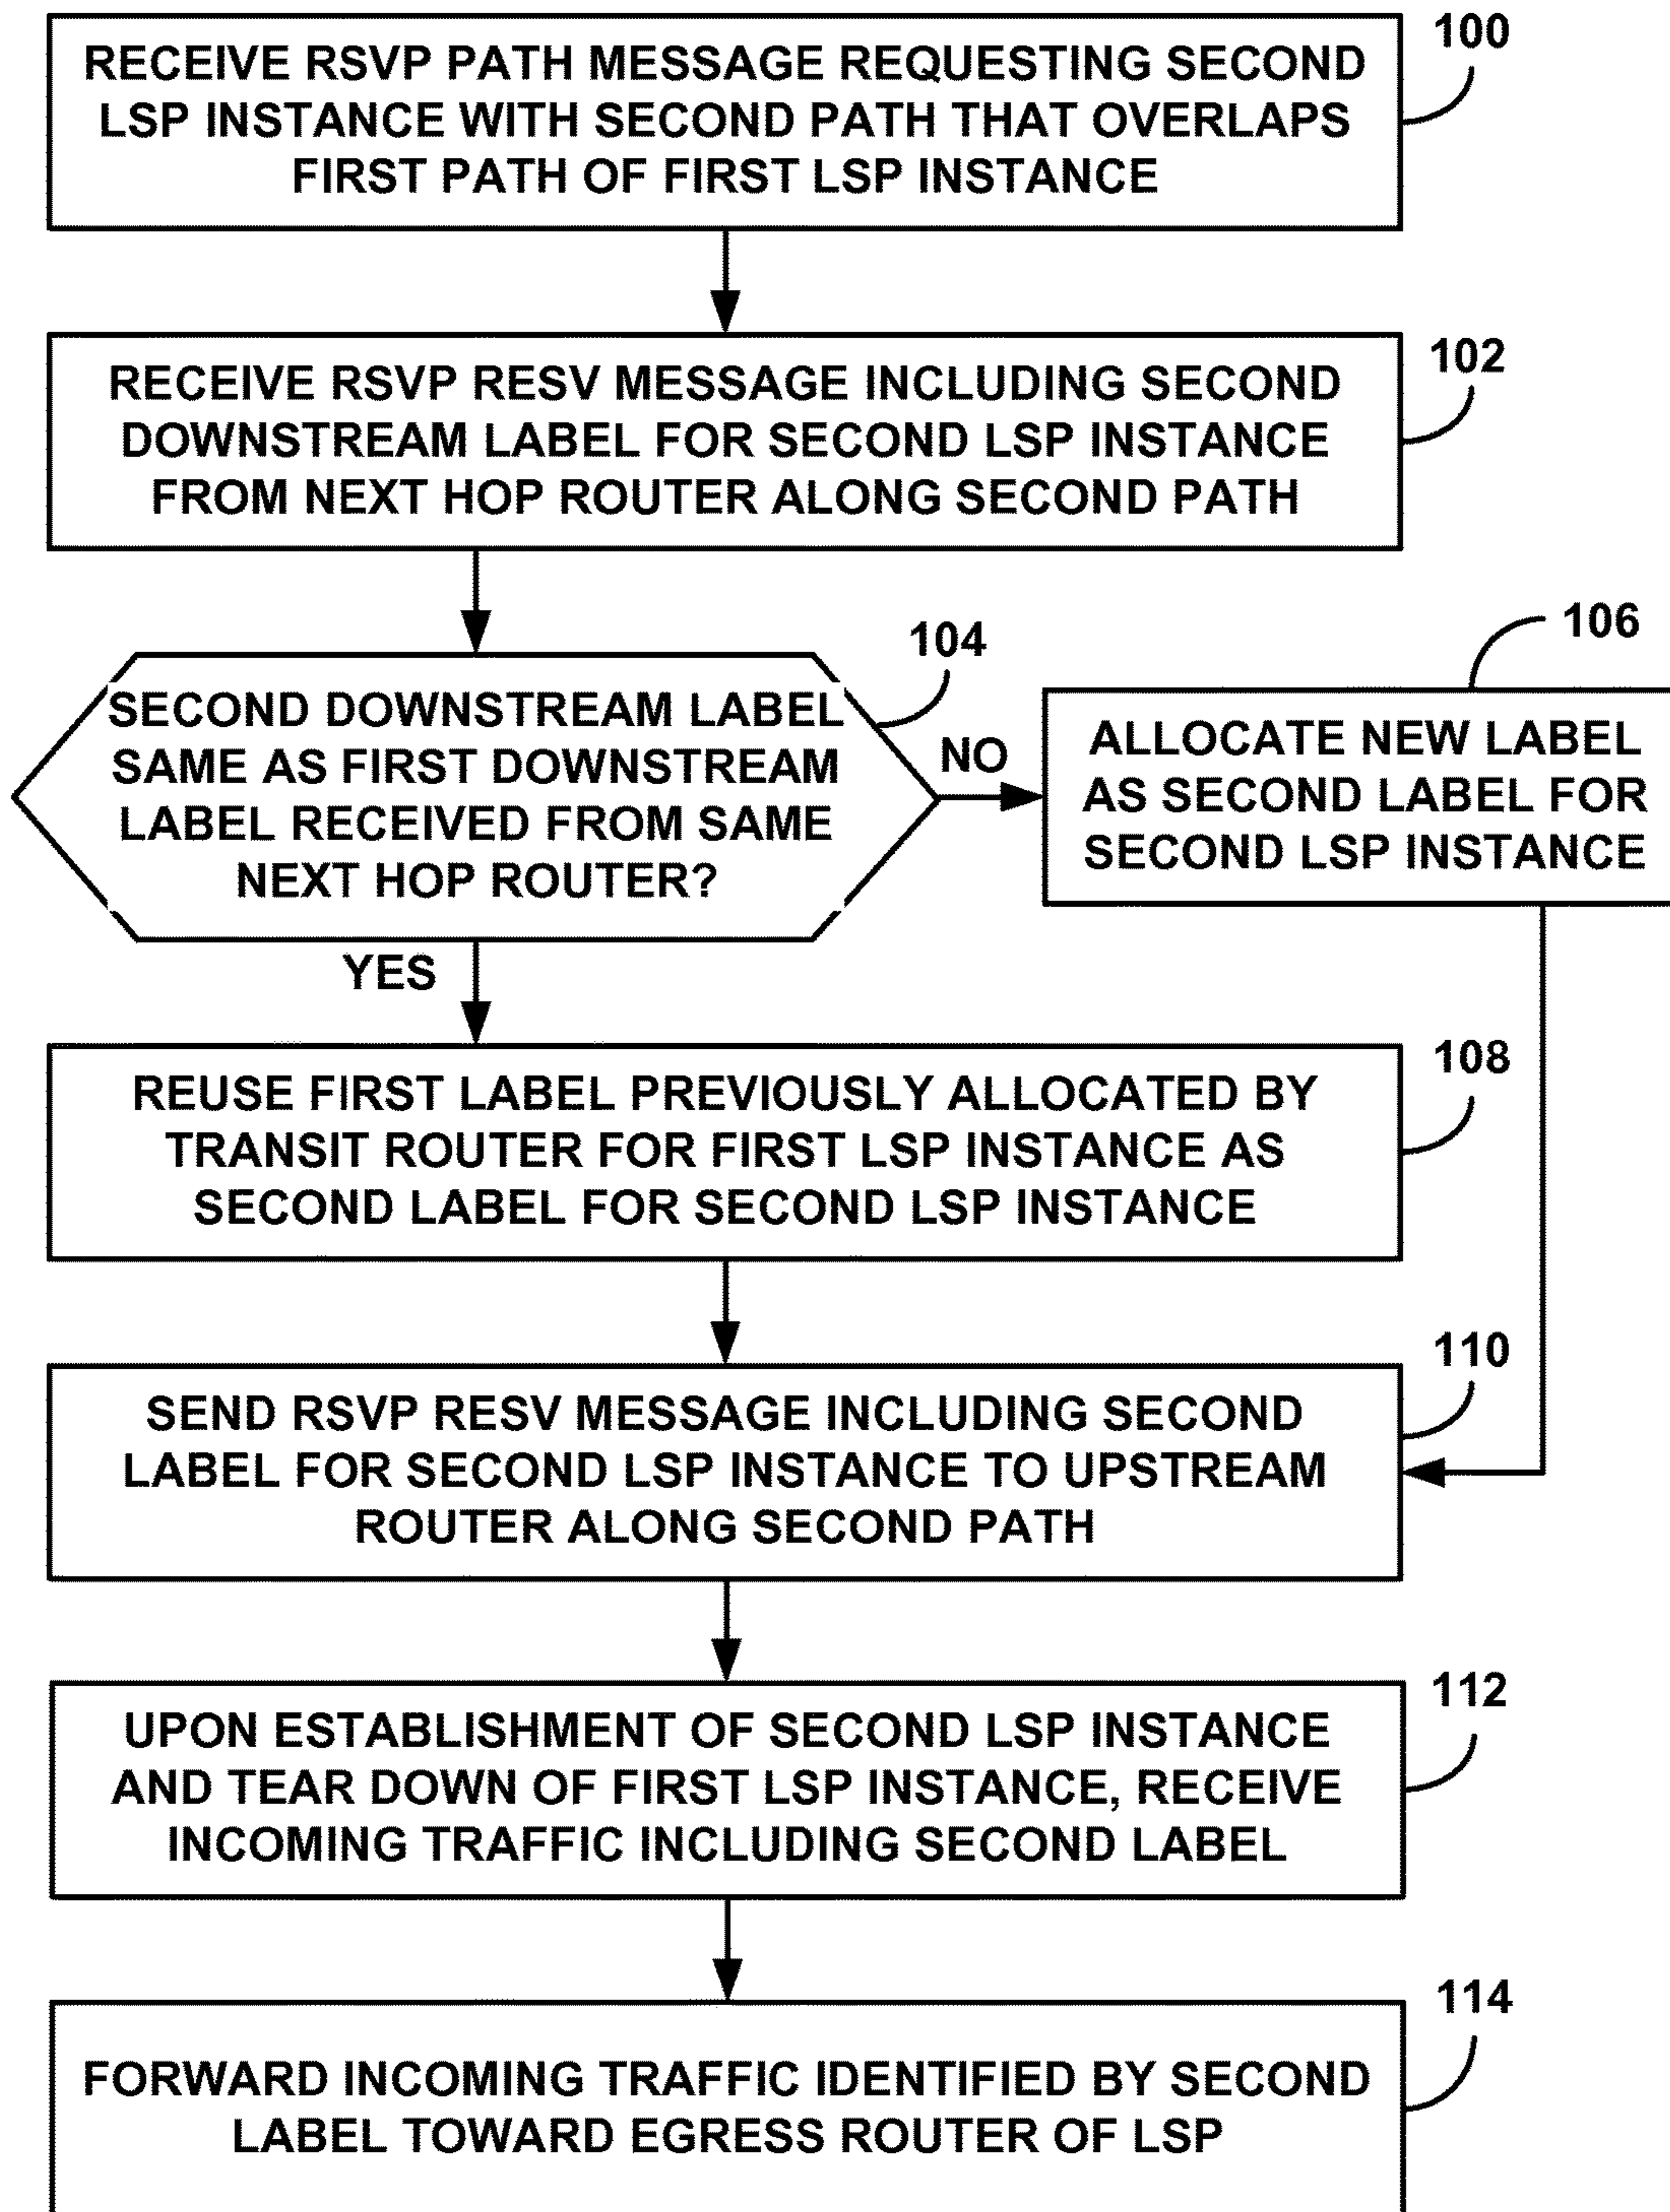 100
RECEIVE RSVP PATH MESSAGE REQUESTING SECOND
LSP INSTANCE WITH SECOND PATH THAT OVERLAPS
FIRST PATH OF FIRST LSP INSTANCE
102
RECEIVE RSVP RESV MESSAGE INCLUDING SECOND
DOWNSTREAM LABEL FOR SECOND LSP INSTANCE
FROM NEXT HOP ROUTER ALONG SECOND PATH
104
SECOND DOWNSTREAM LABEL
SAME AS FIRST DOWNSTREAM
LABEL RECEIVED FROM SAME
NEXT HOP ROUTER?
NO
106
ALLOCATE NEW LABEL
AS SECOND LABEL FOR
SECOND LSP INSTANCE
YES
108
REUSE FIRST LABEL PREVIOUSLY ALLOCATED BY
TRANSIT ROUTER FOR FIRST LSP INSTANCE AS
SECOND LABEL FOR SECOND LSP INSTANCE
110
SEND RSVP RESV MESSAGE INCLUDING SECOND
LABEL FOR SECOND LSP INSTANCE TO UPSTREAM
ROUTER ALONG SECOND PATH
112
UPON ESTABLISHMENT OF SECOND LSP INSTANCE
AND TEAR DOWN OF FIRST LSP INSTANCE, RECEIVE
INCOMING TRAFFIC INCLUDING SECOND LABEL
114
FORWARD INCOMING TRAFFIC IDENTIFIED BY SECOND
LABEL TOWARD EGRESS ROUTER OF LSP